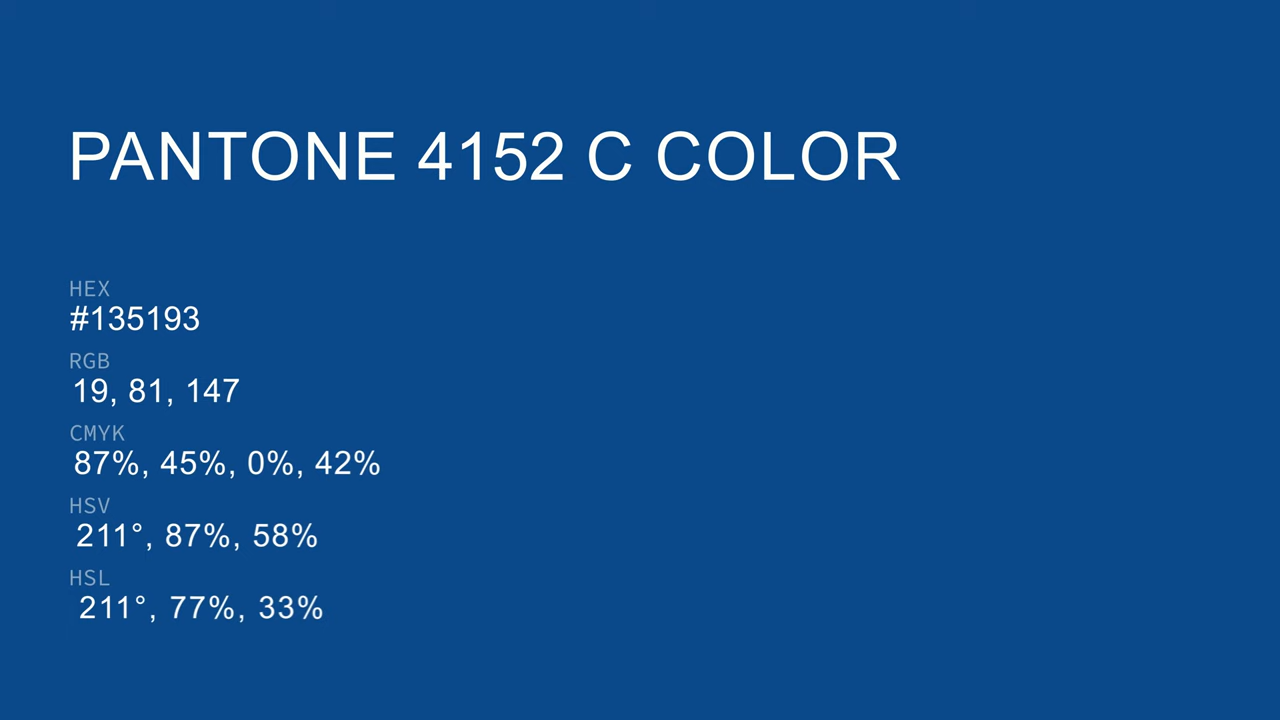 PANTONE 4152 C COLOR
HEX
#135193
RGB
19, 81, 147
CMYK
87%, 45%, 0%, 42%
HSV
211°, 87%, 58%
HSL
211°, 77%, 33%